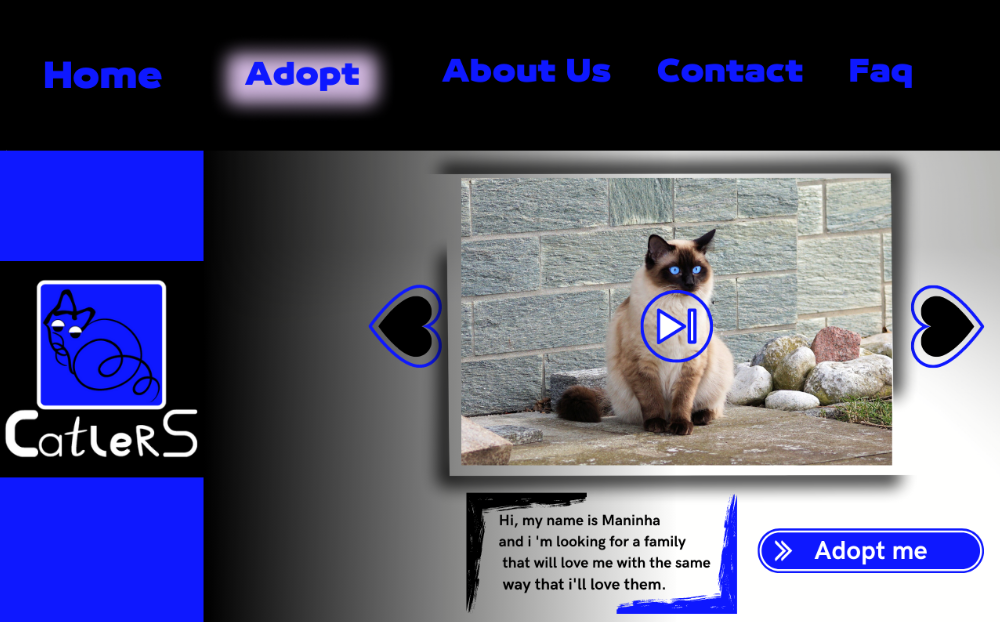 Home
Adopt
About Us
Contact
Faq
CatleRS
Hi, my name is Maninha
and i 'm looking for a family
that will love me with the same
way that i'll love them.
Adopt me